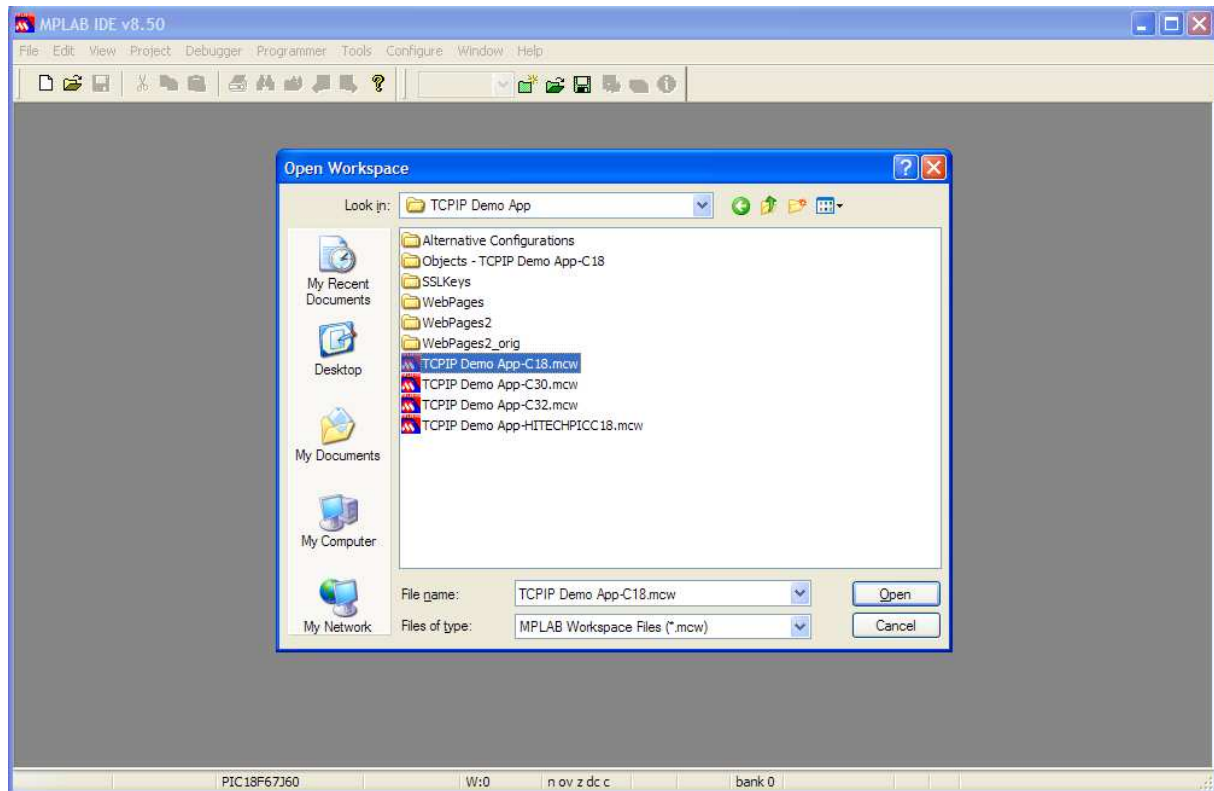 MPLAB IDE v8.50
File Edit View Project Debugger Programmer Tools Configure Window Help
Open Workspace
Look in: TCPIP Demo App
Alternative Configurations
Objects - TCPIP Demo App-C18
SSLKeys
WebPages
WebPages2
WebPages2_orig
TCPIP Demo App-C18.mcw
TCPIP Demo App-C30.mcw
TCPIP Demo App-C32.mcw
TCPIP Demo App-HITECHPICC18.mcw
My Recent
Documents
Desktop
My Documents
My Computer
My Network
File name: TCPIP Demo App-C18.mcw Open
Files of type: MPLAB Workspace Files (*.mcw) Cancel
PIC18F67J60 W:0 n ov z dc c bank 0